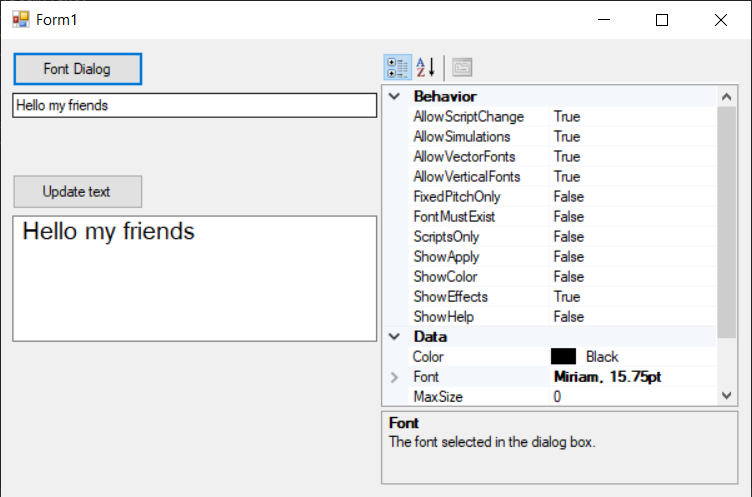 Form1
Font Dialog
Hello my friends
Update text
Hello my friends
A
Z
Behavior
AllowScriptChange True
AllowSimulations True
AllowVectorFonts True
AllowVerticalFonts True
FixedPitchOnly False
FontMustExist False
ScriptsOnly False
ShowApply False
ShowColor False
ShowEffects True
ShowHelp False
Data
Color Black
Font Miriam, 15.75pt
MaxSize 0
Font
The font selected in the dialog box.